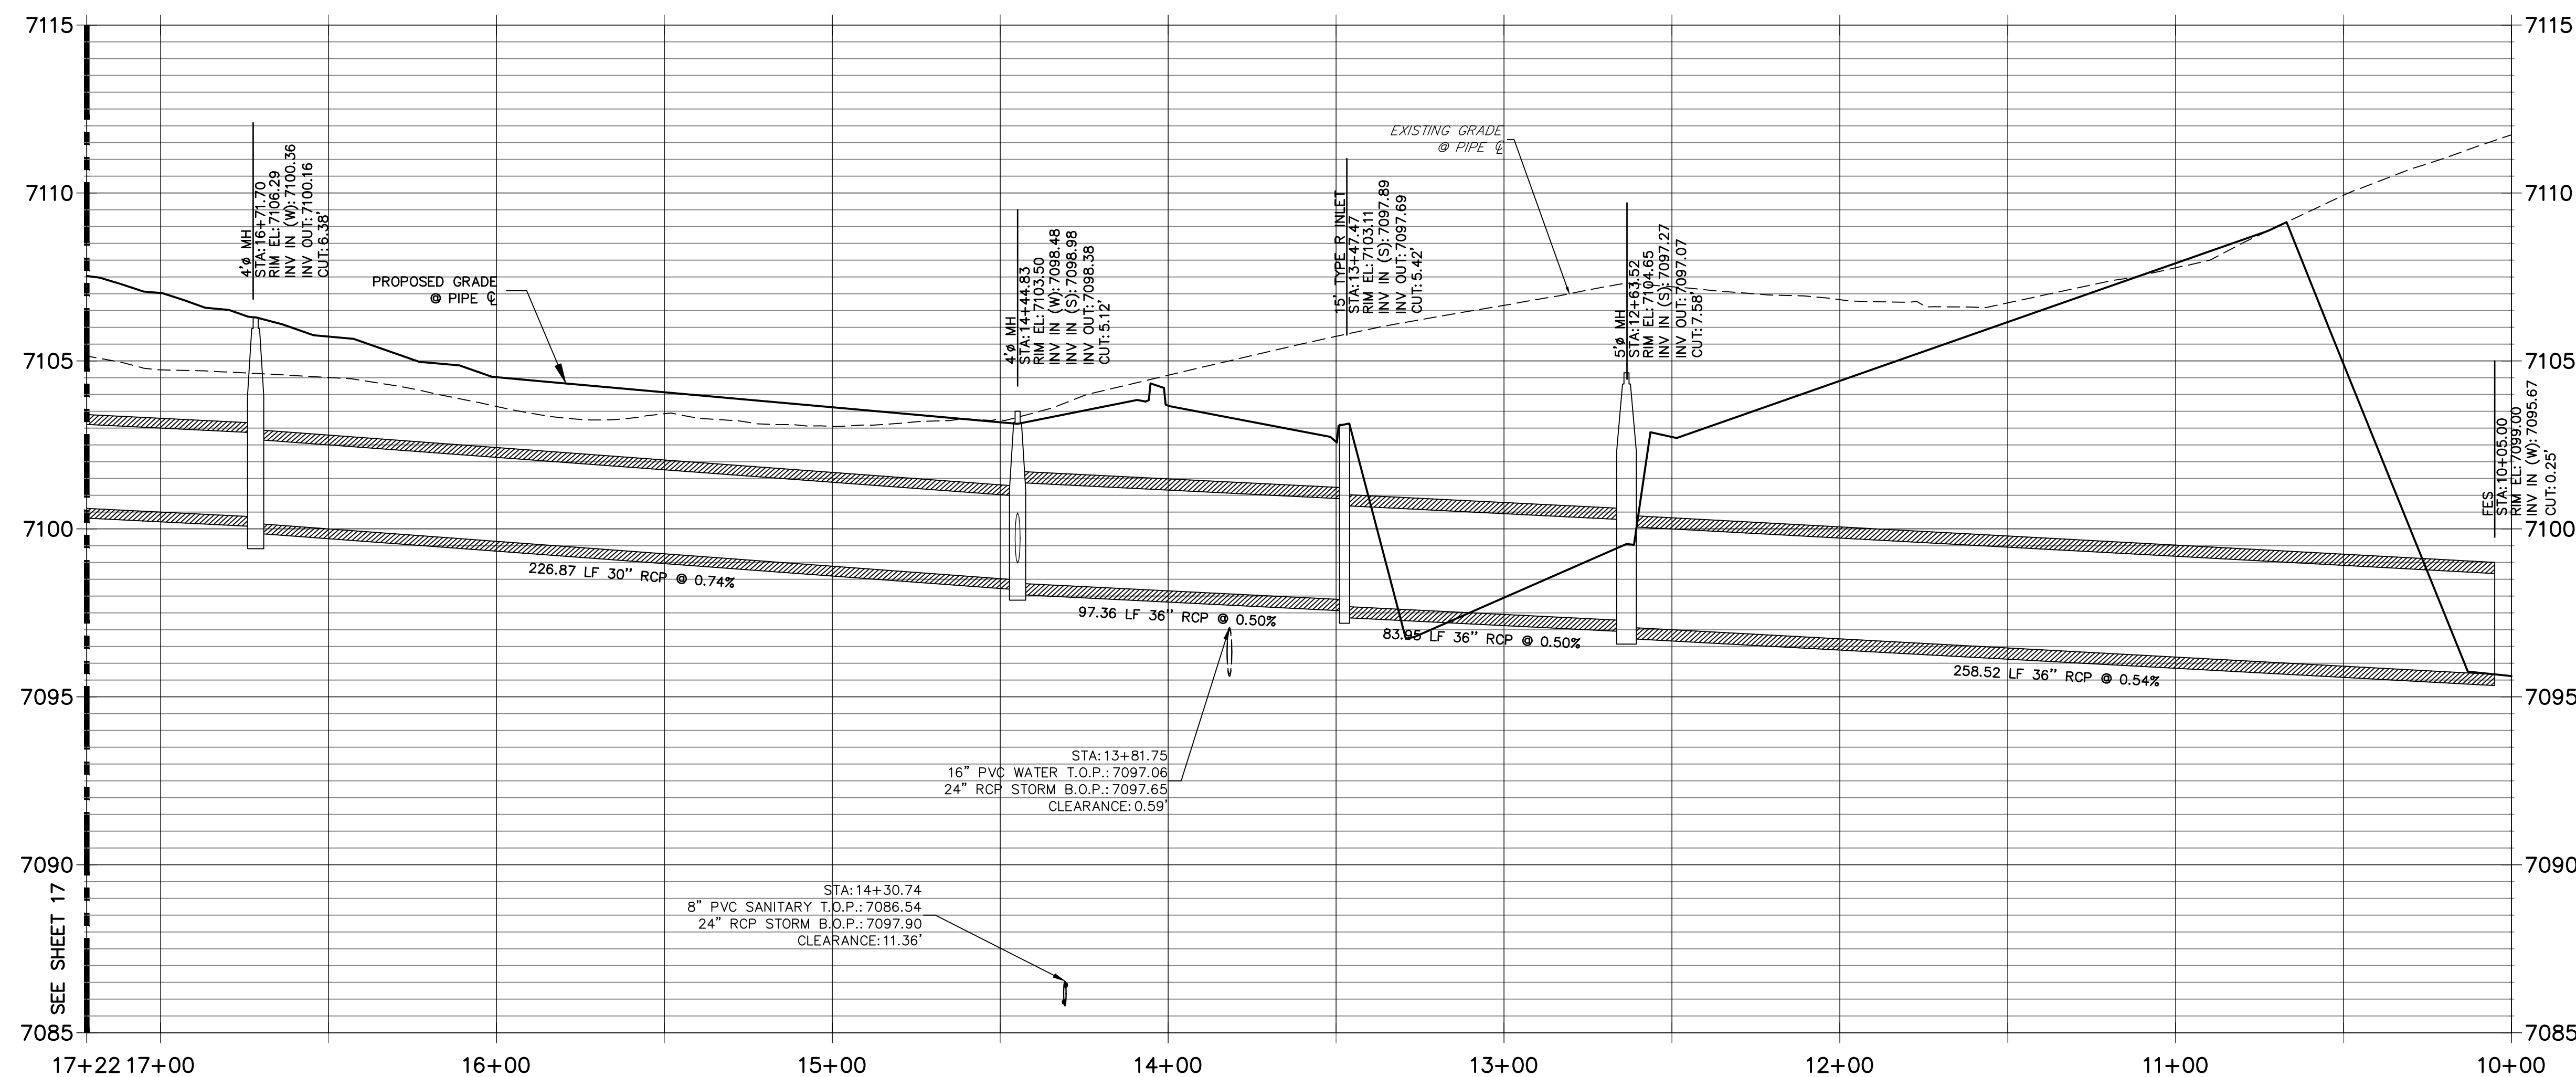 7115
7110
7105
7100
7095
7090
7085
SEE SHEET 17
4'ø MH
STA:16+71.70
RIM EL:7106.29
INV IN (W):7100.36
INV OUT:7100.16
CUT:6.38'
PROPOSED GRADE
@ PIPE ℄
4'ø MH
STA:14+44.83
RIM EL:7103.50
INV IN (W):7098.48
INV IN (S):7098.98
INV OUT:7098.38
CUT:5.12'
EXISTING GRADE
@ PIPE ℄
15' TYPE R INLET
STA:13+47.47
RIM EL:7103.11
INV IN (S):7097.89
INV OUT:7097.69
CUT:5.42'
5'ø MH
STA:12+63.52
RIM EL:7104.65
INV IN (S):7097.27
INV OUT:7097.07
CUT:7.58'
FES
STA:10+05.00
RIM EL:7099.00
INV IN (W):7095.67
CUT:0.25'
226.87 LF 30" RCP @ 0.74%
97.36 LF 36" RCP @ 0.50%
83.95 LF 36" RCP @ 0.50%
258.52 LF 36" RCP @ 0.54%
STA:13+81.75
16" PVC WATER T.O.P.:7097.06
24" RCP STORM B.O.P.:7097.65
CLEARANCE:0.59'
STA:14+30.74
8" PVC SANITARY T.O.P.:7086.54
24" RCP STORM B.O.P.:7097.90
CLEARANCE:11.36'
7115
7110
7105
7100
7095
7090
7085
17+22 17+00 16+00 15+00 14+00 13+00 12+00 11+00 10+00